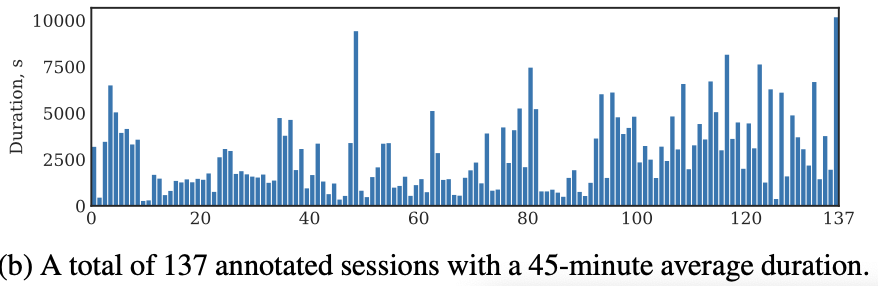 10000
7500
5000
2500
0
Duration, s
0 20 40 60 80 100 120 137
(b) A total of 137 annotated sessions with a 45-minute average duration.